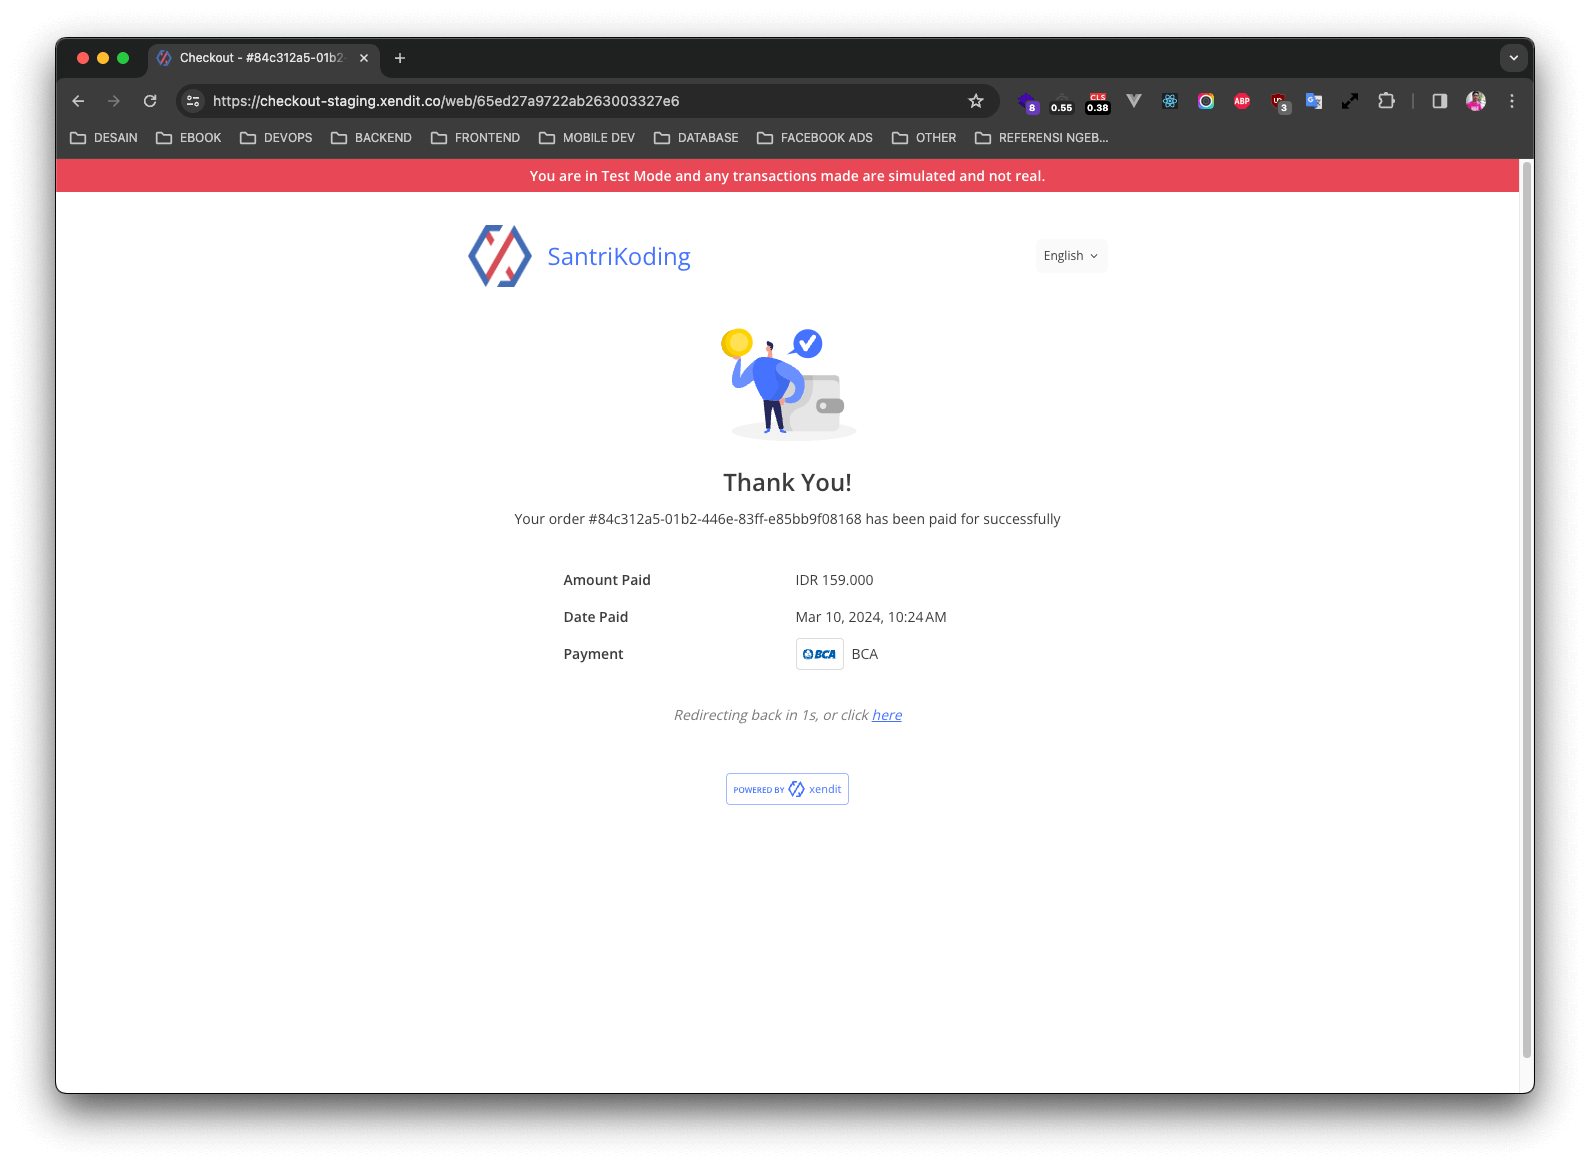 Checkout - #84c312a5-01b2-
https://checkout-staging.xendit.co/web/65ed27a9722ab263003327e6
8
0.55
CLS
0.38
ABP
3
DESAIN
EBOOK
DEVOPS
BACKEND
FRONTEND
MOBILE DEV
DATABASE
FACEBOOK ADS
OTHER
REFERENSI NGEB...
You are in Test Mode and any transactions made are simulated and not real.
SantriKoding
English
Thank You!
Your order #84c312a5-01b2-446e-83ff-e85bb9f08168 has been paid for successfully
Amount Paid
IDR 159.000
Date Paid
Mar 10, 2024, 10:24 AM
Payment
BCA
BCA
Redirecting back in 1s, or click here
POWERED BY xendit